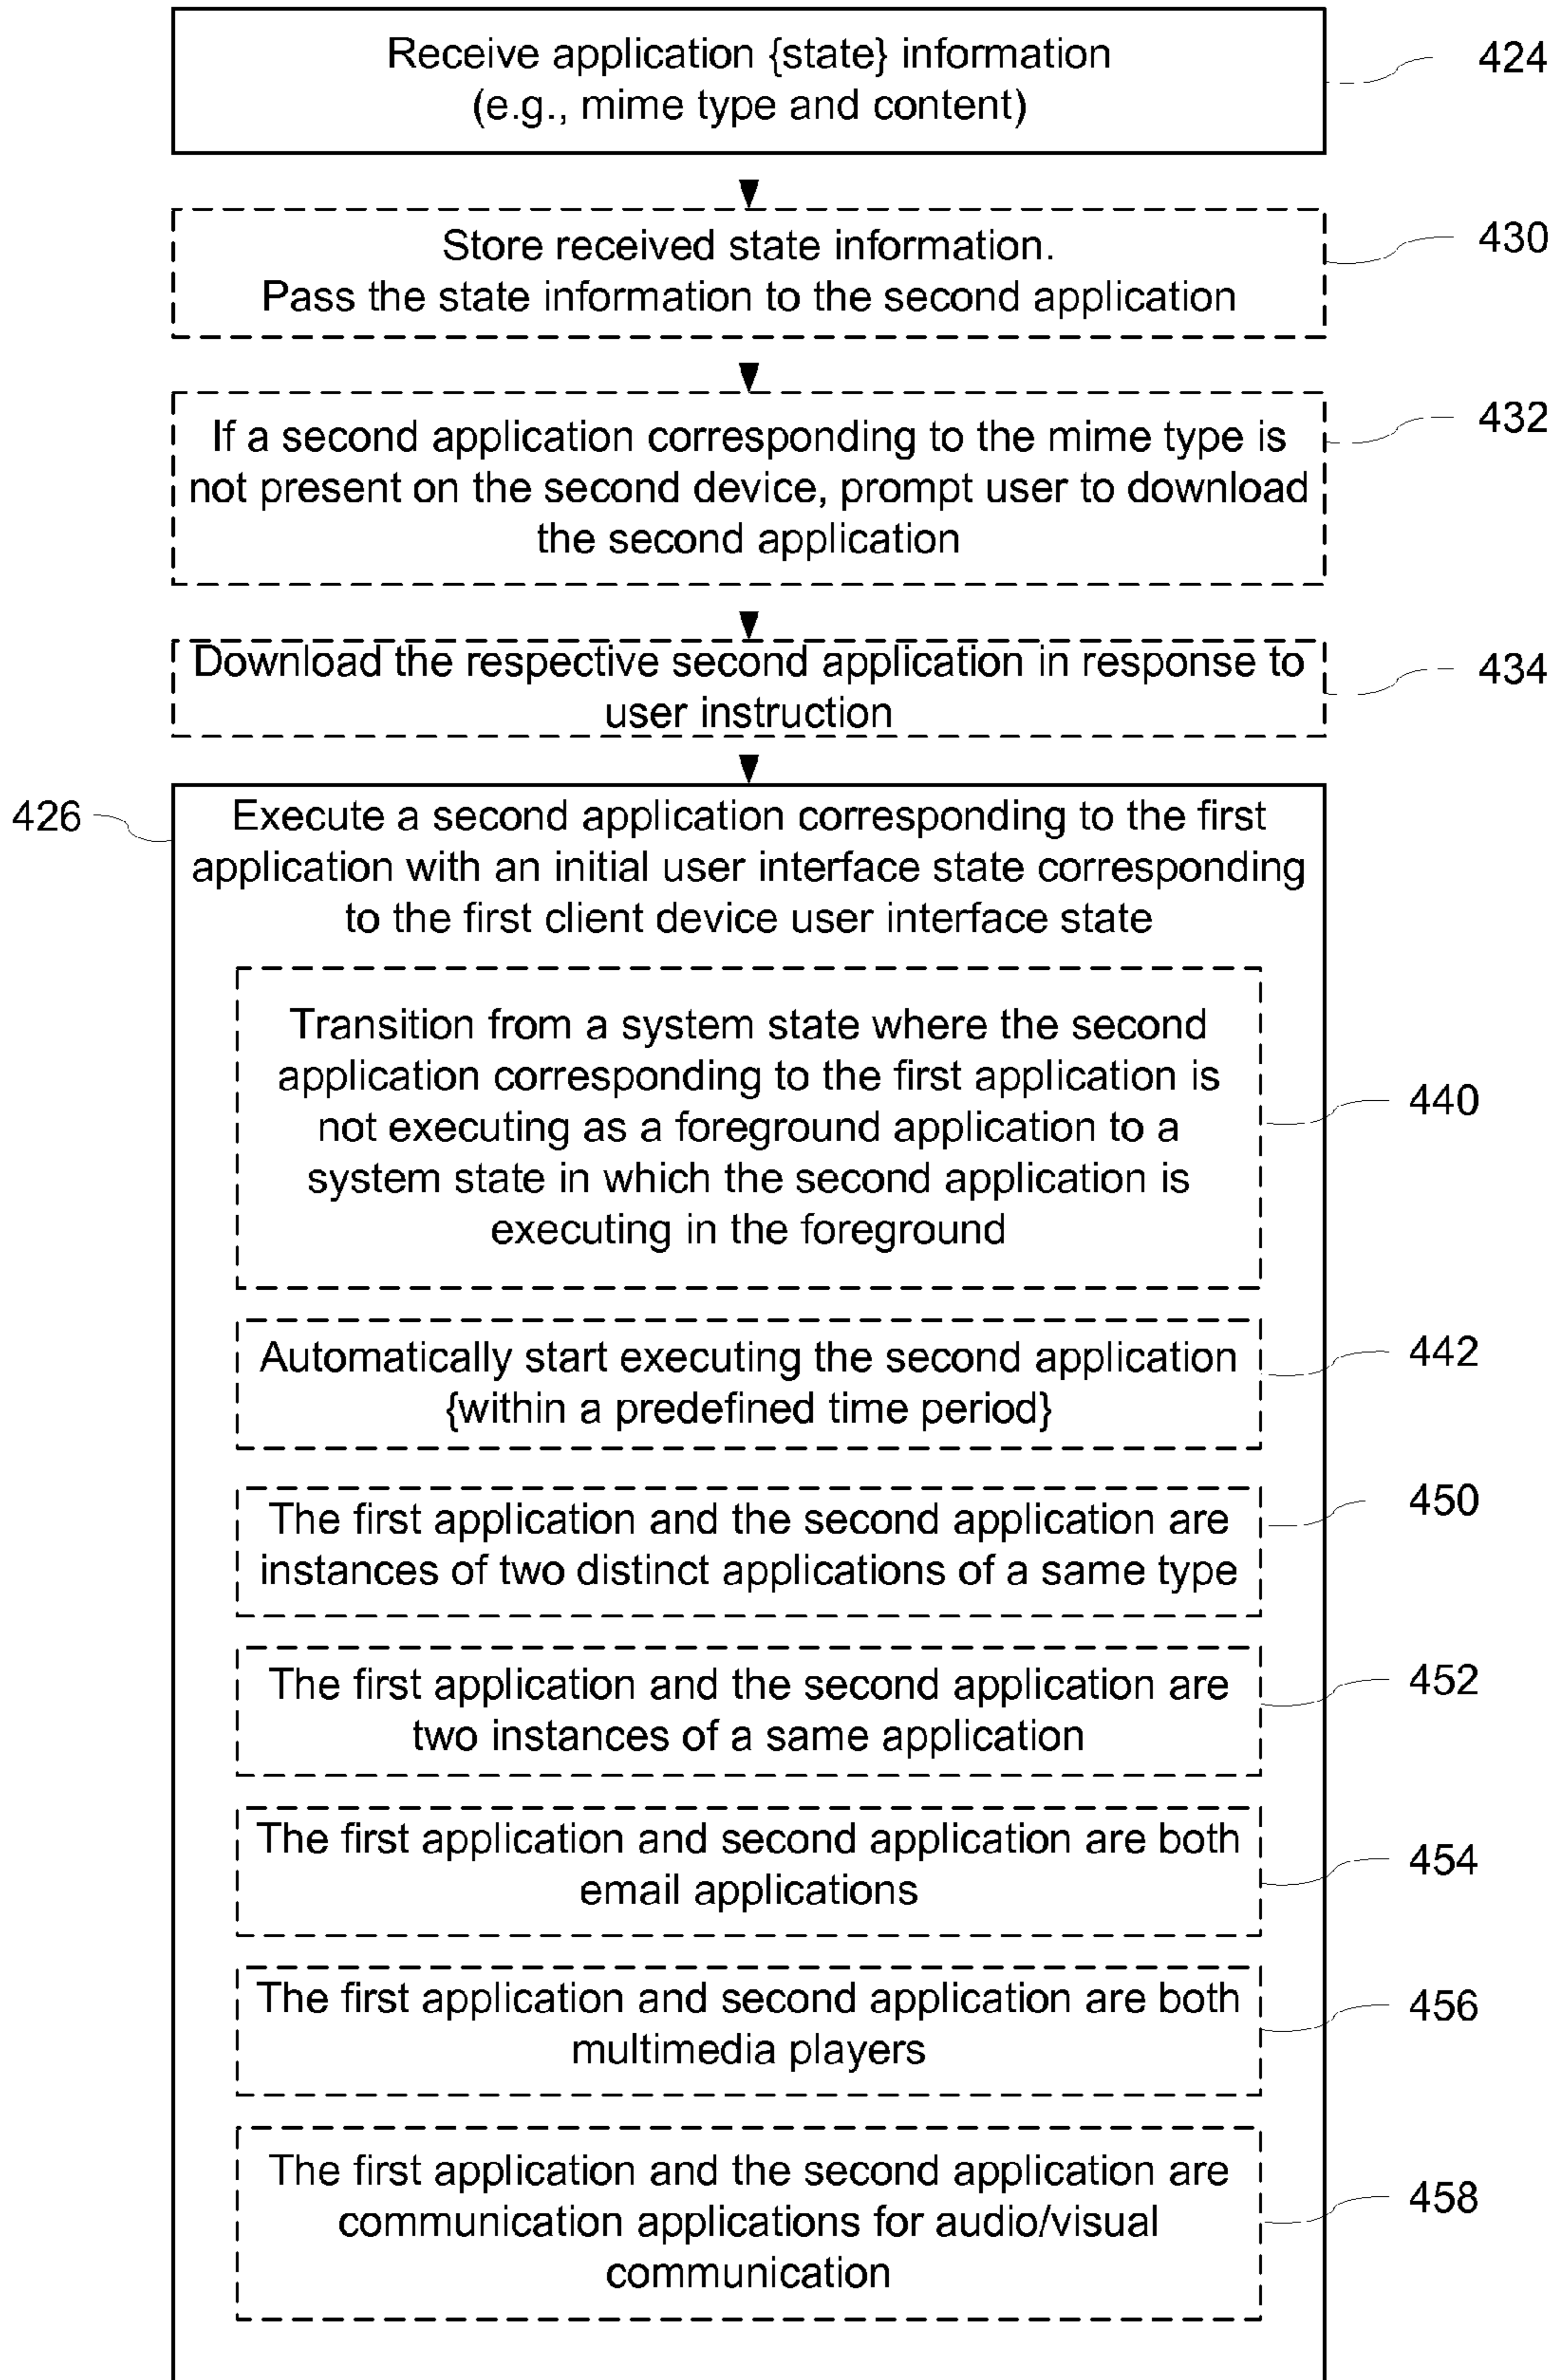 Receive application {state} information
(e.g., mime type and content)
424
Store received state information.
Pass the state information to the second application
430
If a second application corresponding to the mime type is
not present on the second device, prompt user to download
the second application
432
Download the respective second application in response to
user instruction
434
426
Execute a second application corresponding to the first
application with an initial user interface state corresponding
to the first client device user interface state
Transition from a system state where the second
application corresponding to the first application is
not executing as a foreground application to a
system state in which the second application is
executing in the foreground
440
Automatically start executing the second application
{within a predefined time period}
442
The first application and the second application are
instances of two distinct applications of a same type
450
The first application and the second application are
two instances of a same application
452
The first application and second application are both
email applications
454
The first application and second application are both
multimedia players
456
The first application and the second application are
communication applications for audio/visual
communication
458